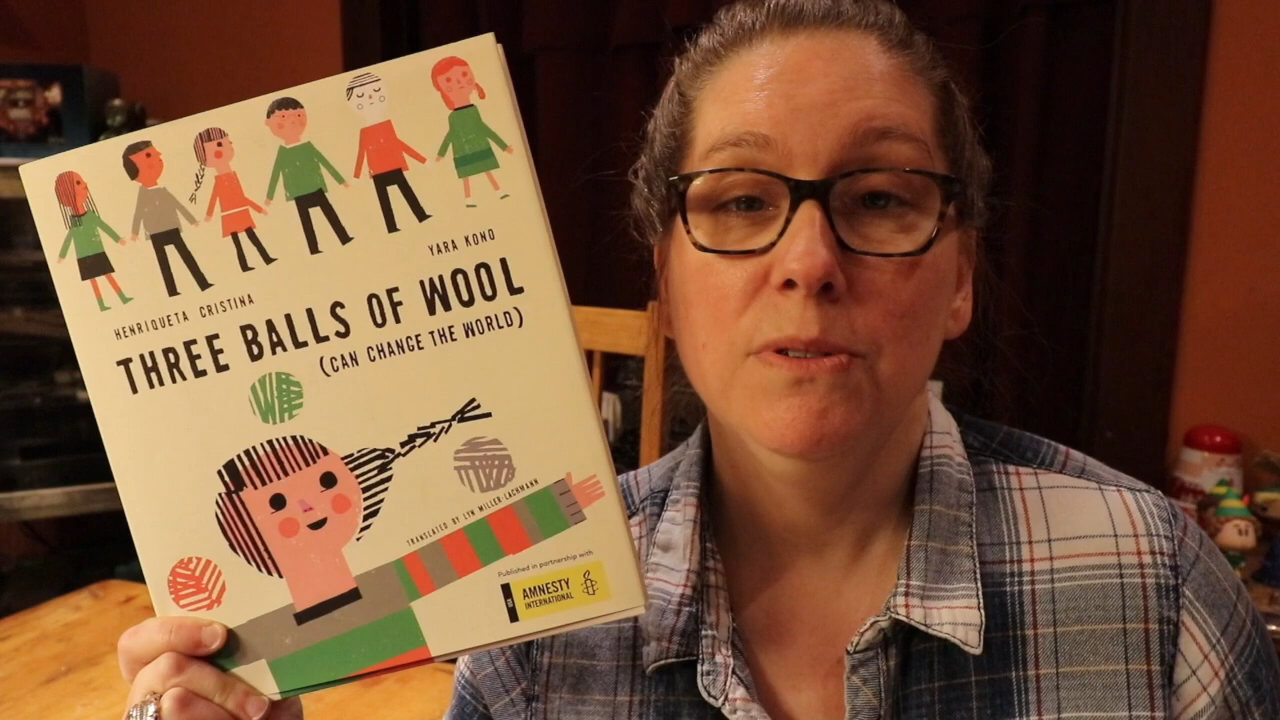 YARA KONO
HENRIQUETA CRISTINA
THREE BALLS OF WOOL
(CAN CHANGE THE WORLD)
TRANSLATED BY LYN MILLER-LACHMANN
Published in partnership with
AMNESTY
INTERNATIONAL